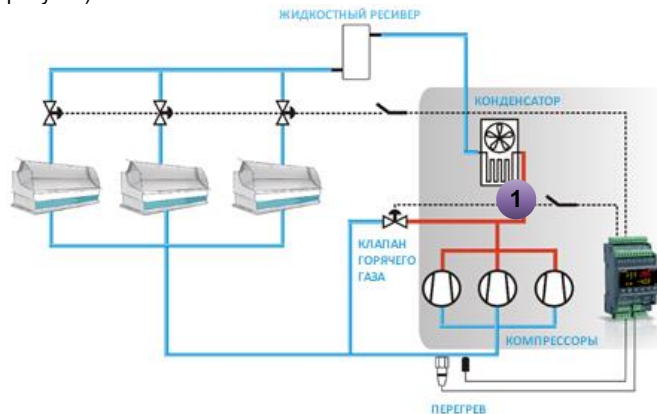 ЖИДКОСТНЫЙ РЕСИВЕР
КОНДЕНСАТОР
1
КЛАПАН
ГОРЯЧЕГО
ГАЗА
КОМПРЕССОРЫ
ПЕРЕГРЕВ